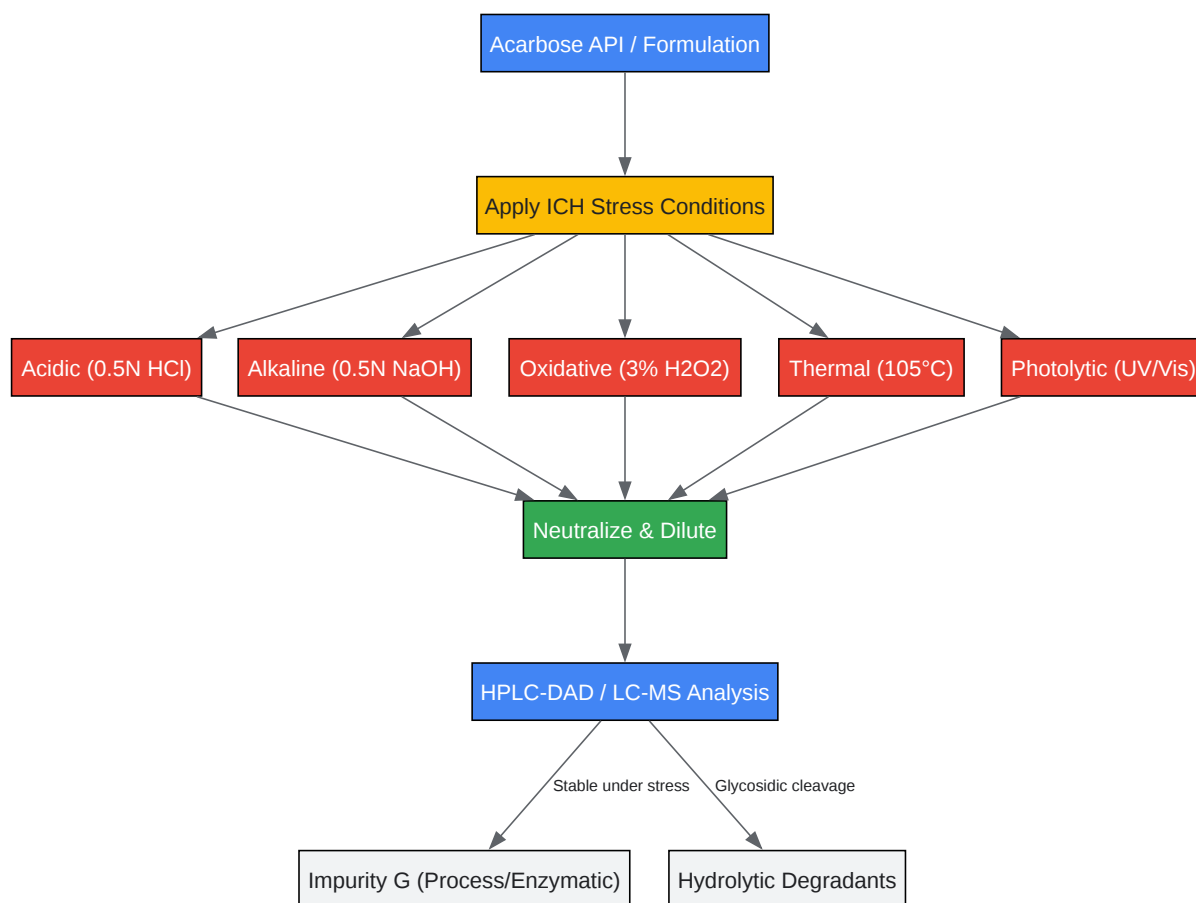 Acarbose API / Formulation
Apply ICH Stress Conditions
Acidic (0.5N HCl)
Alkaline (0.5N NaOH)
Oxidative (3% H2O2)
Thermal (105°C)
Photolytic (UV/Vis)
Neutralize & Dilute
HPLC-DAD / LC-MS Analysis
Stable under stress
Glycosidic cleavage
Impurity G (Process/Enzymatic)
Hydrolytic Degradants